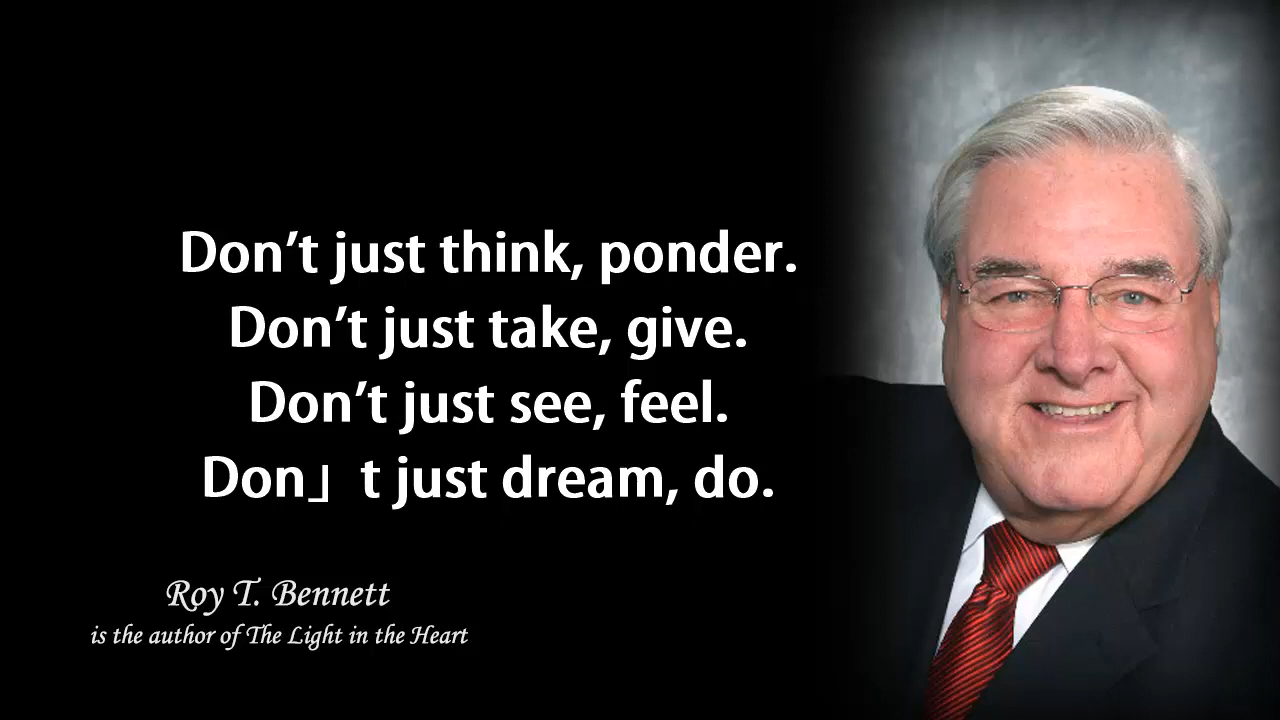 Don’t just think, ponder.
Don’t just take, give.
Don’t just see, feel.
Don」t just dream, do.
Roy T. Bennett
is the author of The Light in the Heart